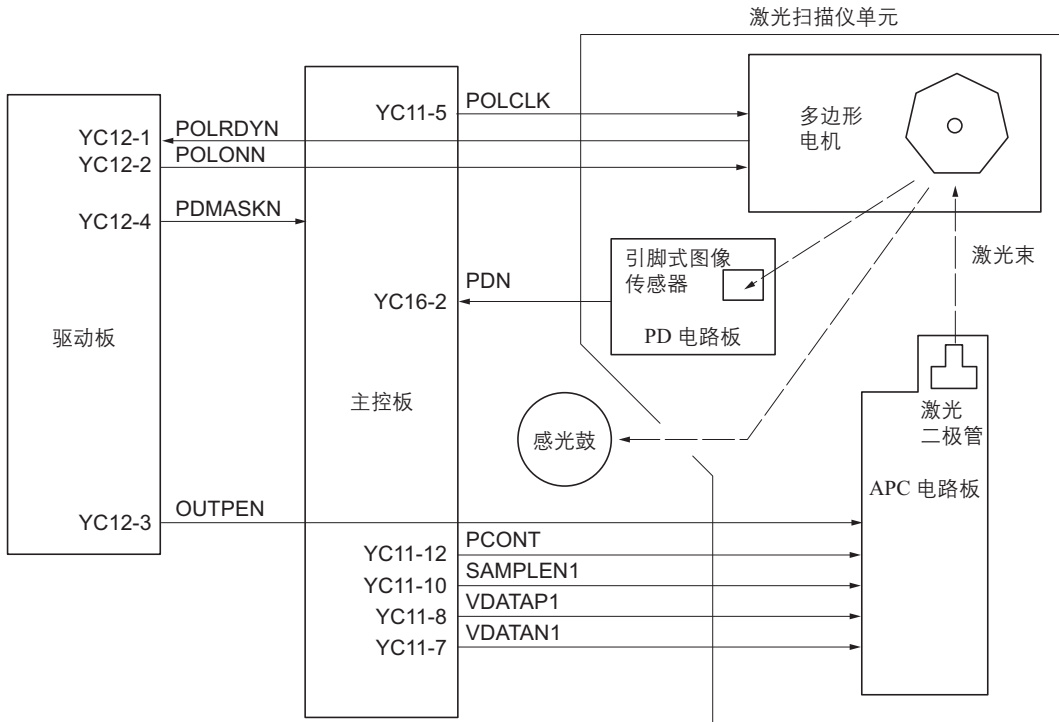 激光扫描仪单元
YC11-5
POLCLK
多边形
电机
YC12-1
POLRDYN
YC12-2
POLONN
YC12-4
PDMASKN
激光束
引脚式图像
传感器
PDN
YC16-2
PD 电路板
驱动板
主控板
激光
二极管
感光鼓
APC 电路板
YC12-3
OUTPEN
YC11-12
PCONT
YC11-10
SAMPLEN1
YC11-8
VDATAP1
YC11-7
VDATAN1